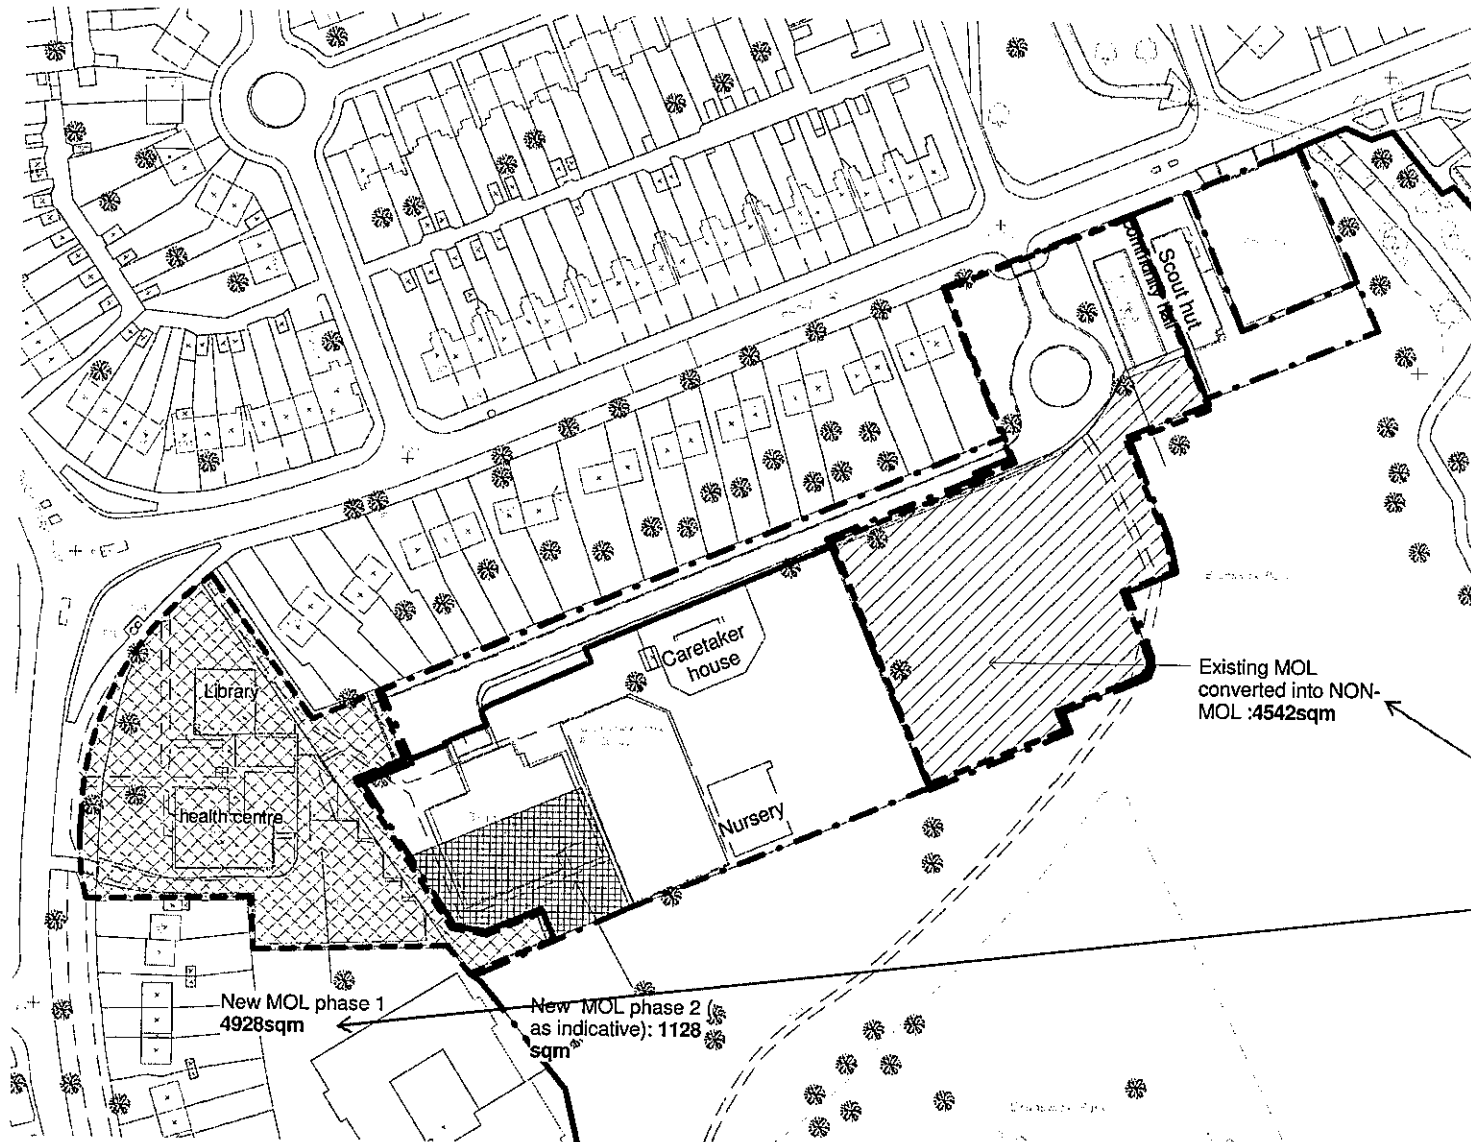 community hall
Scout hut
Caretaker
house
Library
health centre
Nursery
Existing MOL
converted into NON-
MOL :4542sqm
New MOL phase 1
4928sqm
New MOL phase 2 (
as indicative): 1128
sqm